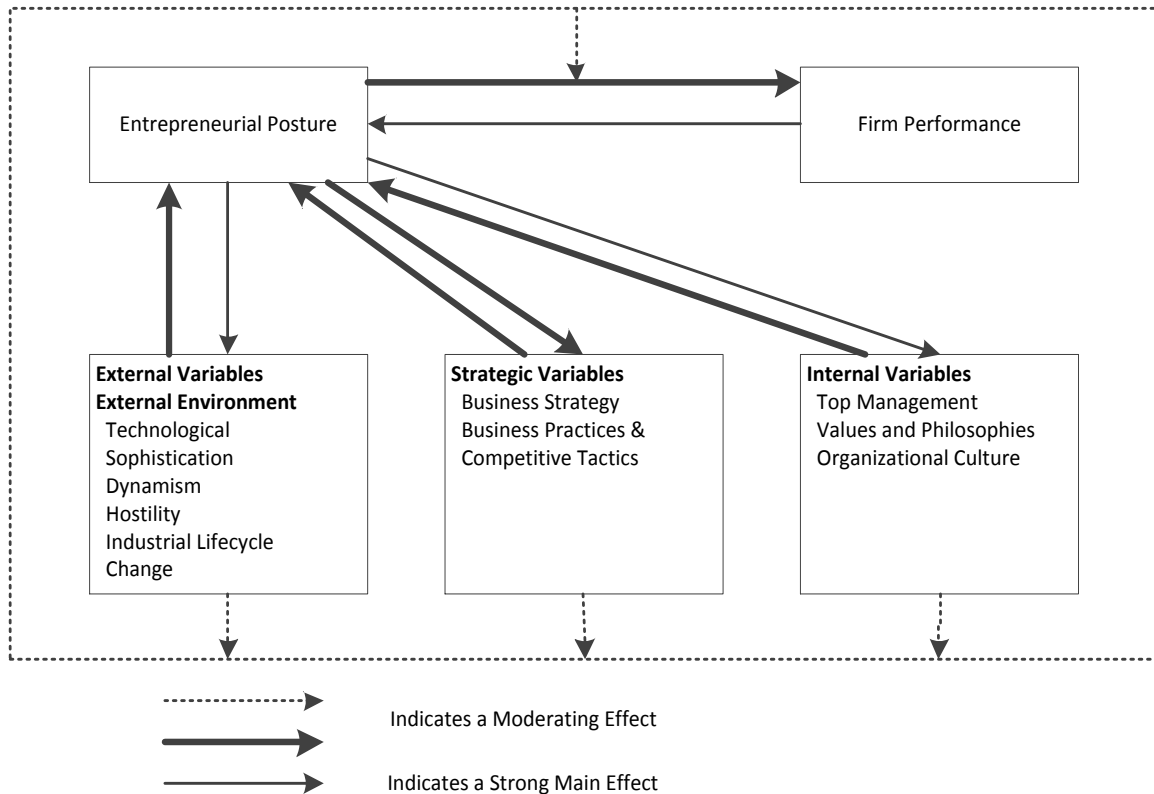 Entrepreneurial Posture
Firm Performance
External Variables
External Environment
Technological
Sophistication
Dynamism
Hostility
Industrial Lifecycle
Change
Strategic Variables
Business Strategy
Business Practices &
Competitive Tactics
Internal Variables
Top Management
Values and Philosophies
Organizational Culture
Indicates a Moderating Effect
Indicates a Strong Main Effect